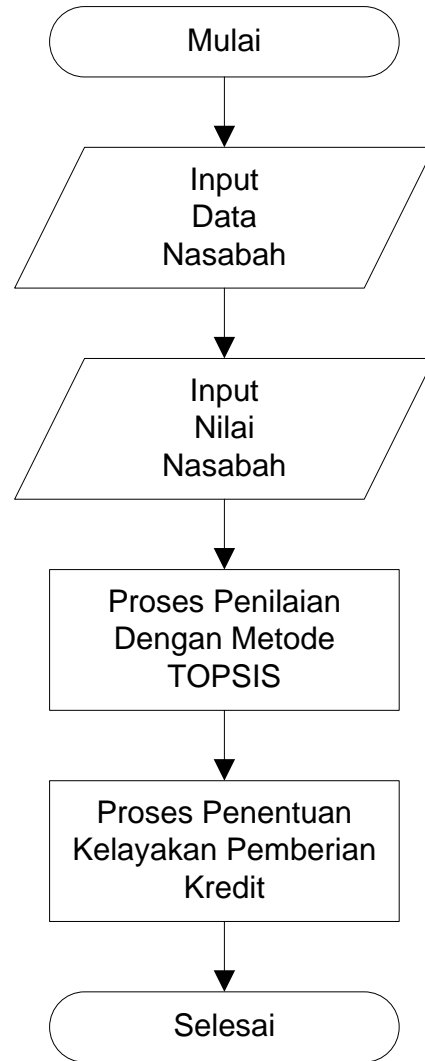 Mulai
Input
Data
Nasabah
Input
Nilai
Nasabah
Proses Penilaian
Dengan Metode
TOPSIS
Proses Penentuan
Kelayakan Pemberian
Kredit
Selesai